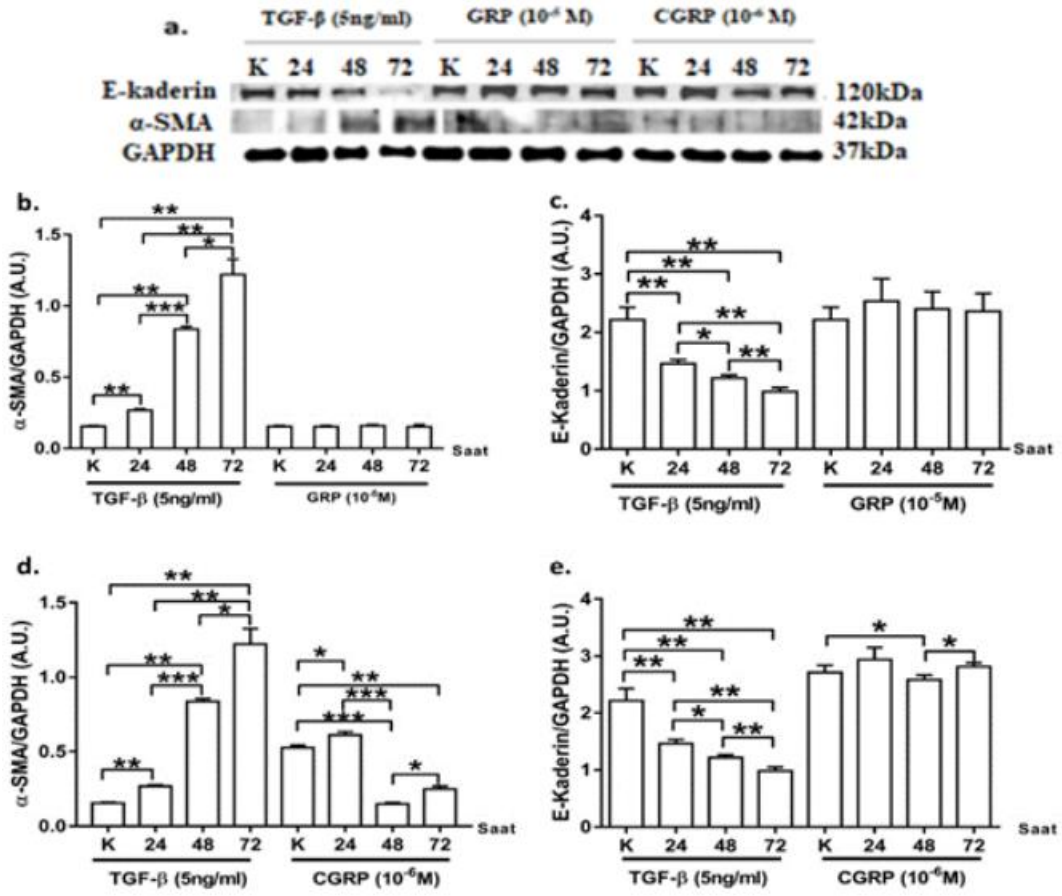 a.
TGF-β (5ng/ml) GRP (10⁻⁶ M) CGRP (10⁻⁶ M)
K 24 48 72 K 24 48 72 K 24 48 72
E-kaderin 120kDa
α-SMA 42kDa
GAPDH 37kDa
b.
α-SMA/GAPDH (A.U.)
1.5
1.0
0.5
0.0
** ** * ** *** **
K 24 48 72 K 24 48 72 Saat
TGF-β (5ng/ml) GRP (10⁻⁶M)
c.
E-Kaderin/GAPDH (A.U.)
4
3
2
1
0
** ** ** ** * **
K 24 48 72 K 24 48 72 Saat
TGF-β (5ng/ml) GRP (10⁻⁵M)
d.
α-SMA/GAPDH (A.U.)
1.5
1.0
0.5
0.0
** ** * ** *** ** * ** *** *** *
K 24 48 72 K 24 48 72 Saat
TGF-β (5ng/ml) CGRP (10⁻⁶M)
e.
E-Kaderin/GAPDH (A.U.)
4
3
2
1
0
** ** ** ** * ** * *
K 24 48 72 K 24 48 72 Saat
TGF-β (5ng/ml) CGRP (10⁻⁶M)